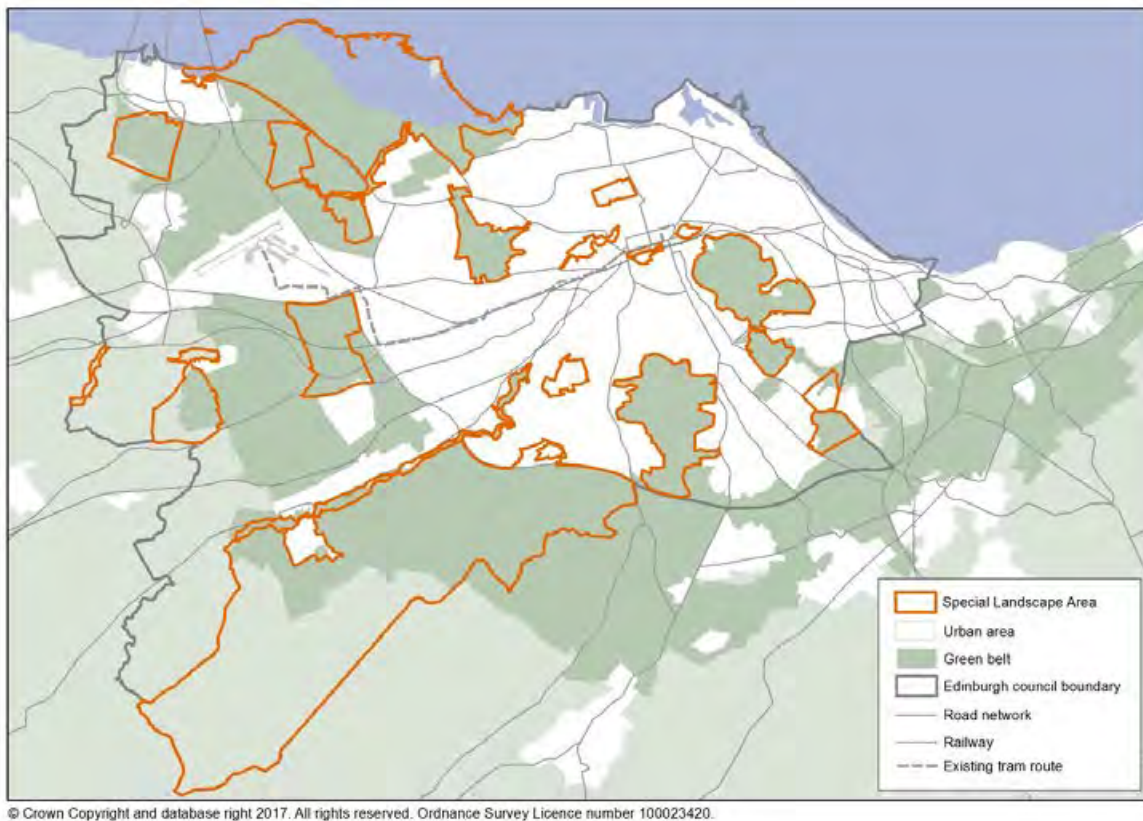 Special Landscape Area
Urban area
Green belt
Edinburgh council boundary
Road network
Railway
Existing tram route
© Crown Copyright and database right 2017. All rights reserved. Ordnance Survey Licence number 100023420.